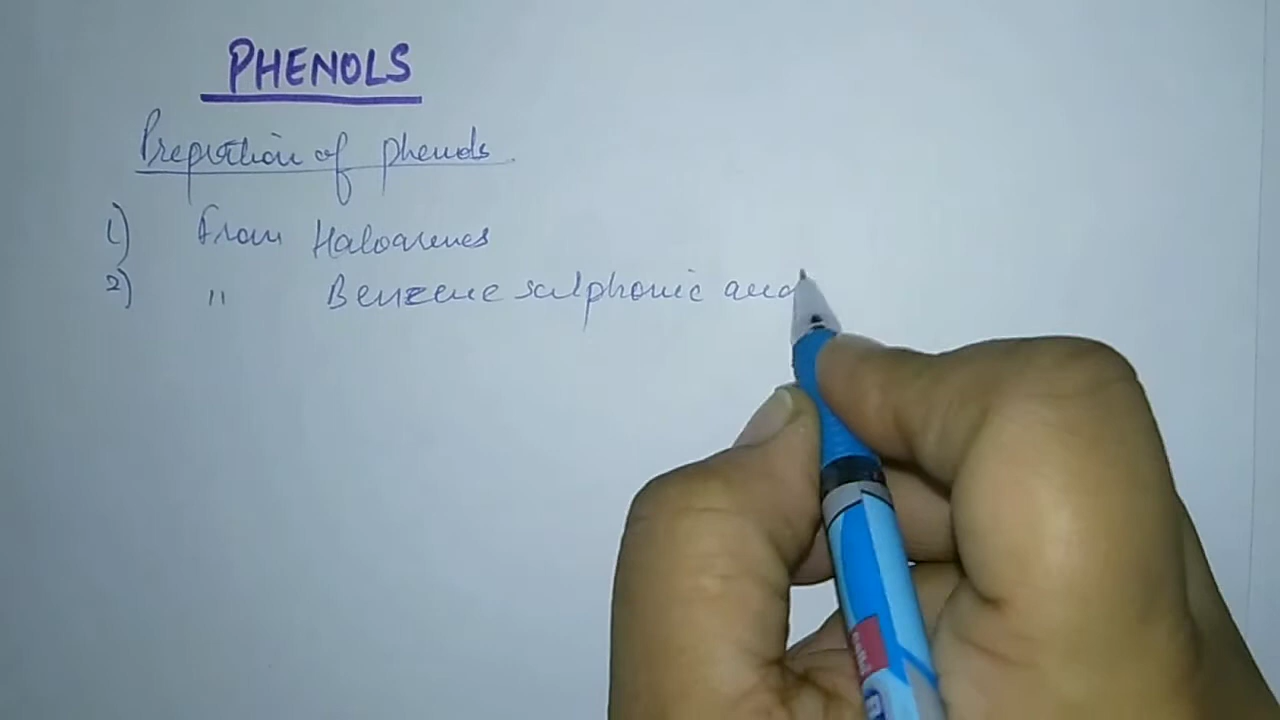 PHENOLS
Prepration of phenols.
1) From Haloarenes
2) " Benzene sulphonic acid